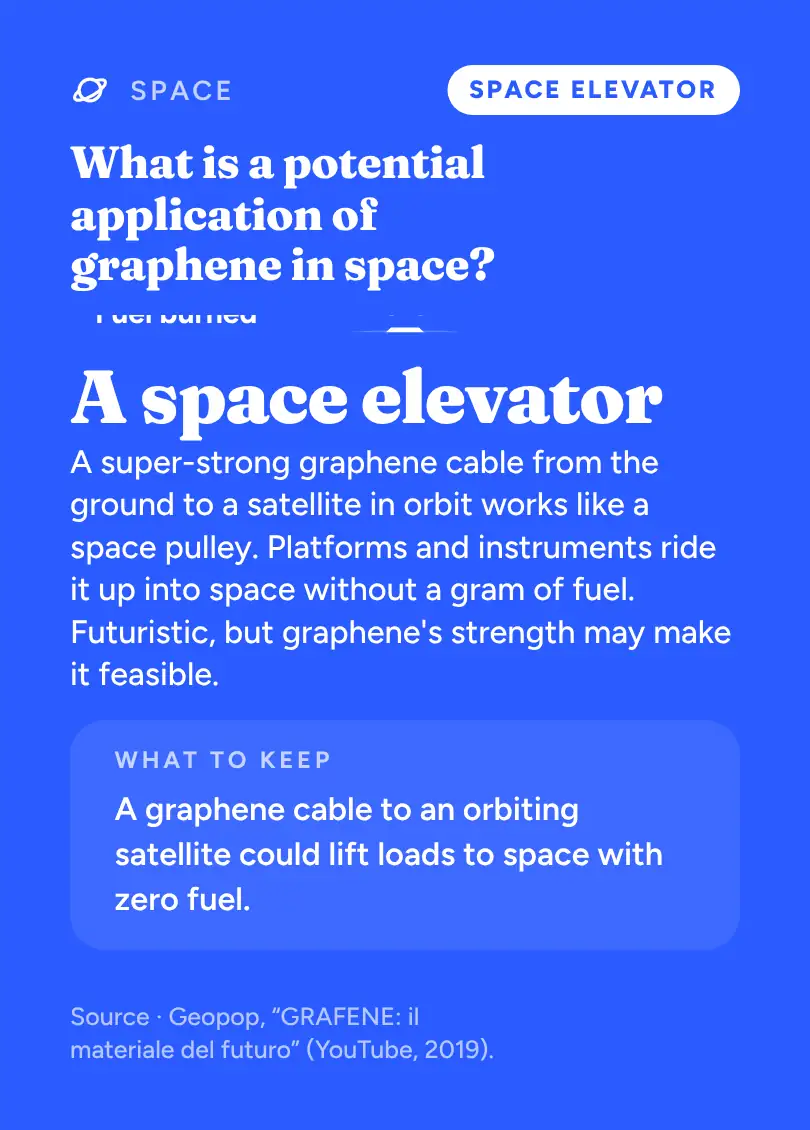 SPACE
SPACE ELEVATOR
What is a potential
application of
graphene in space?
Fuel burned
A space elevator
A super-strong graphene cable from the
ground to a satellite in orbit works like a
space pulley. Platforms and instruments ride
it up into space without a gram of fuel.
Futuristic, but graphene's strength may make
it feasible.
WHAT TO KEEP
A graphene cable to an orbiting
satellite could lift loads to space with
zero fuel.
Source · Geopop, “GRAFENE: il
materiale del futuro” (YouTube, 2019).